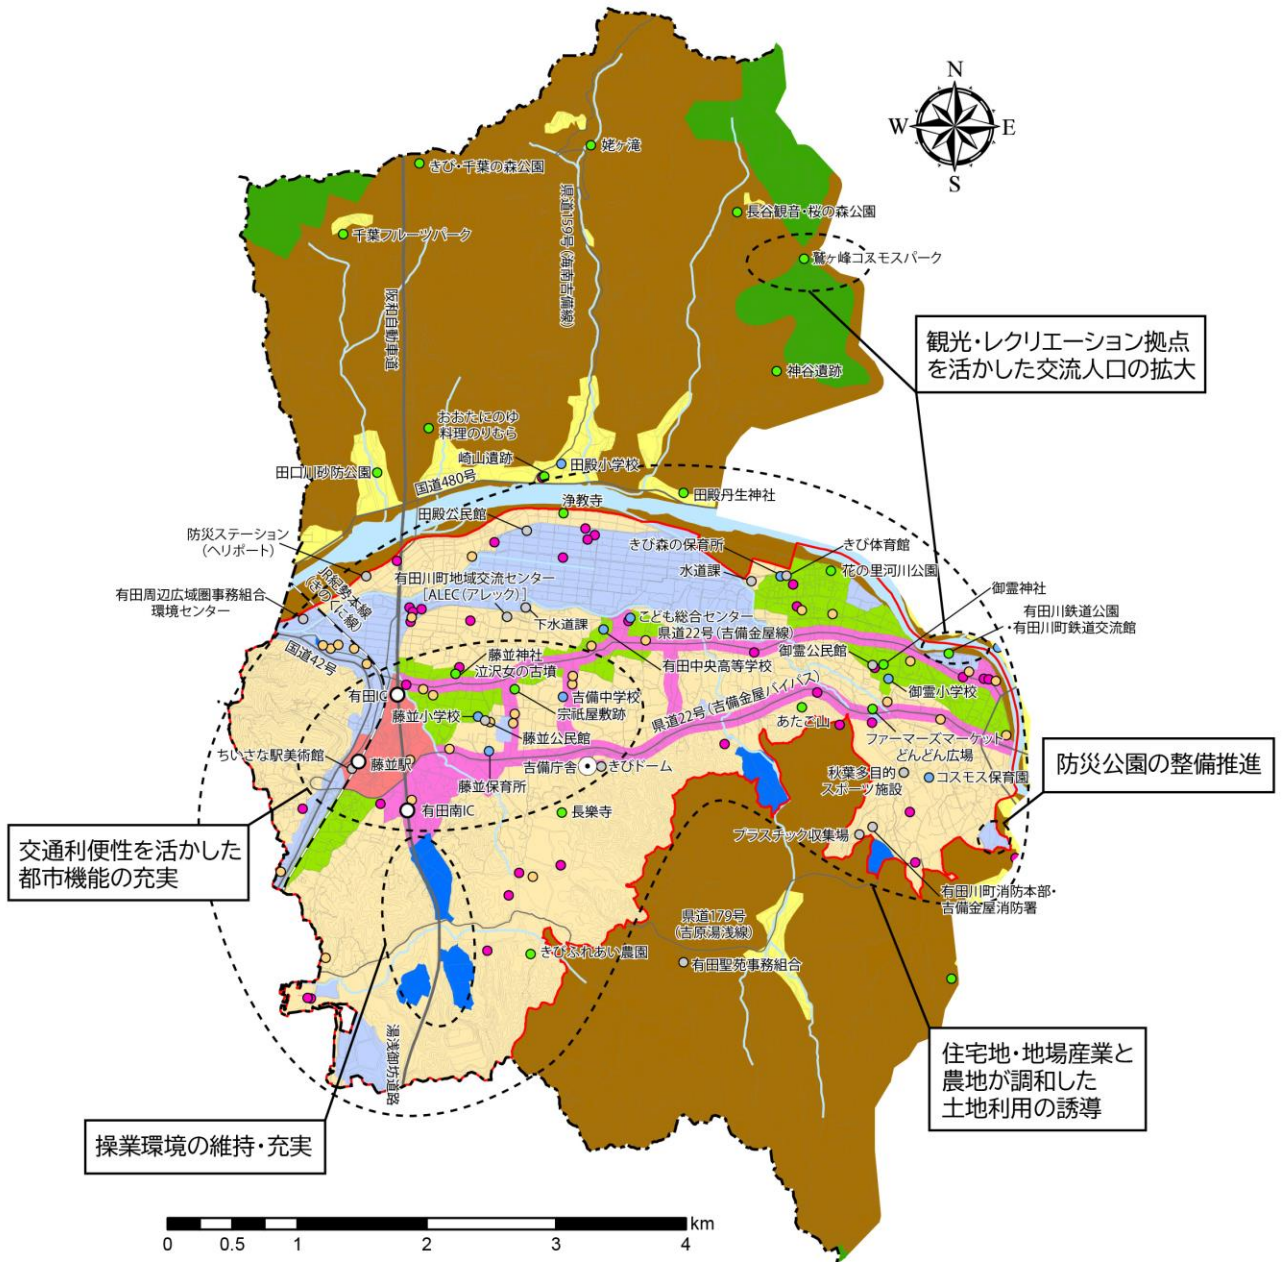 N
W
E
S
姥ヶ滝
きび・千葉の森公園
県道159号(海南吉備線)
長谷観音・桜の森公園
千葉フルーツパーク
鷲ヶ峰コスモスパーク
阪和自動車道
観光・レクリエーション拠点
を活かした交流人口の拡大
神谷遺跡
おおたにのゆ
料理のりむら
崎山遺跡
田殿小学校
田口川砂防公園
国道480号
田殿丹生神社
浄教寺
田殿公民館
防災ステーション
(ヘリポート)
きび森の保育所
きび体育館
水道課
花の里河川公園
JR紀勢本線
(きのくに線)
有田川町地域交流センター
[ALEC(アレック)]
御霊神社
有田周辺広域圏事務組合
環境センター
有田川鉄道公園
・有田川町鉄道交流館
下水道課
こども総合センター
県道22号(吉備金屋線)
国道42号
藤並神社
泣沢女の古墳
有田中央高等学校
御霊公民館
有田IC
吉備中学校
御霊小学校
宗祇屋敷跡
県道22号(吉備金屋バイパス)
藤並小学校
あたご山
藤並公民館
ファーマーズマーケット
どんどん広場
ちいさな駅美術館
藤並駅
吉備庁舎
きびドーム
防災公園の整備推進
秋葉多目的
スポーツ施設
コスモス保育園
藤並保育所
有田南IC
長樂寺
プラスチック収集場
交通利便性を活かした
都市機能の充実
有田川町消防本部・
吉備金屋消防署
県道179号
(吉原湯浅線)
きびふれあい農園
有田聖苑事務組合
湯浅御坊道路
住宅地・地場産業と
農地が調和した
土地利用の誘導
操業環境の維持・充実
km
0
0.5
1
2
3
4